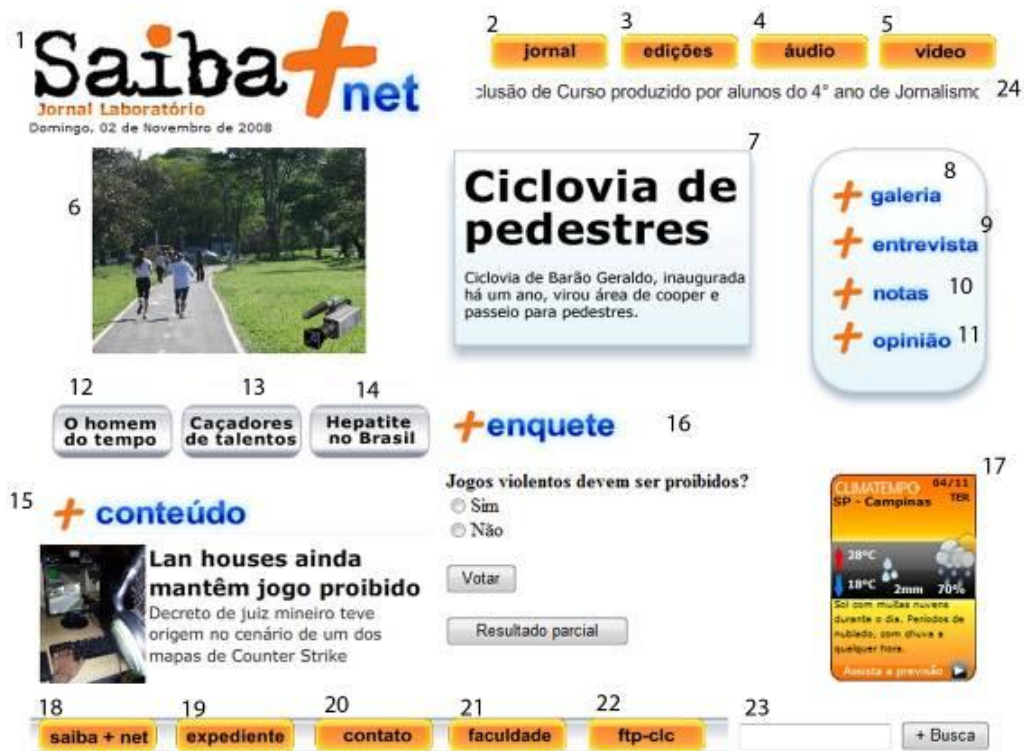 1
Saiba+
net
Jornal Laboratório
Domingo, 02 de Novembro de 2008
2 3 4 5
jornal edições áudio vídeo
clusão de Curso produzido por alunos do 4° ano de Jornalismo 24
6
7
Ciclovia de
pedestres
Ciclovia de Barão Geraldo, inaugurada
há um ano, virou área de cooper e
passeio para pedestres.
8
+ galeria
9
+ entrevista
+ notas 10
+ opinião 11
12 13 14
O homem
do tempo
Caçadores
de talentos
Hepatite
no Brasil
15
+ conteúdo
Lan houses ainda
mantêm jogo proibido
Decreto de juiz mineiro teve
origem no cenário de um dos
mapas de Counter Strike
+enquete 16
Jogos violentos devem ser proibidos?
Sim
Não
Votar
Resultado parcial
17
CLIMATEMPO 04/11
SP - Campinas TER
28°C
18°C 2mm 70%
Sol com muitas nuvens
durante o dia. Períodos de
nublado, com chuva a
qualquer hora.
Assista a previsão
18 19 20 21 22 23
saiba + net expediente contato faculdade ftp-clc + Busca